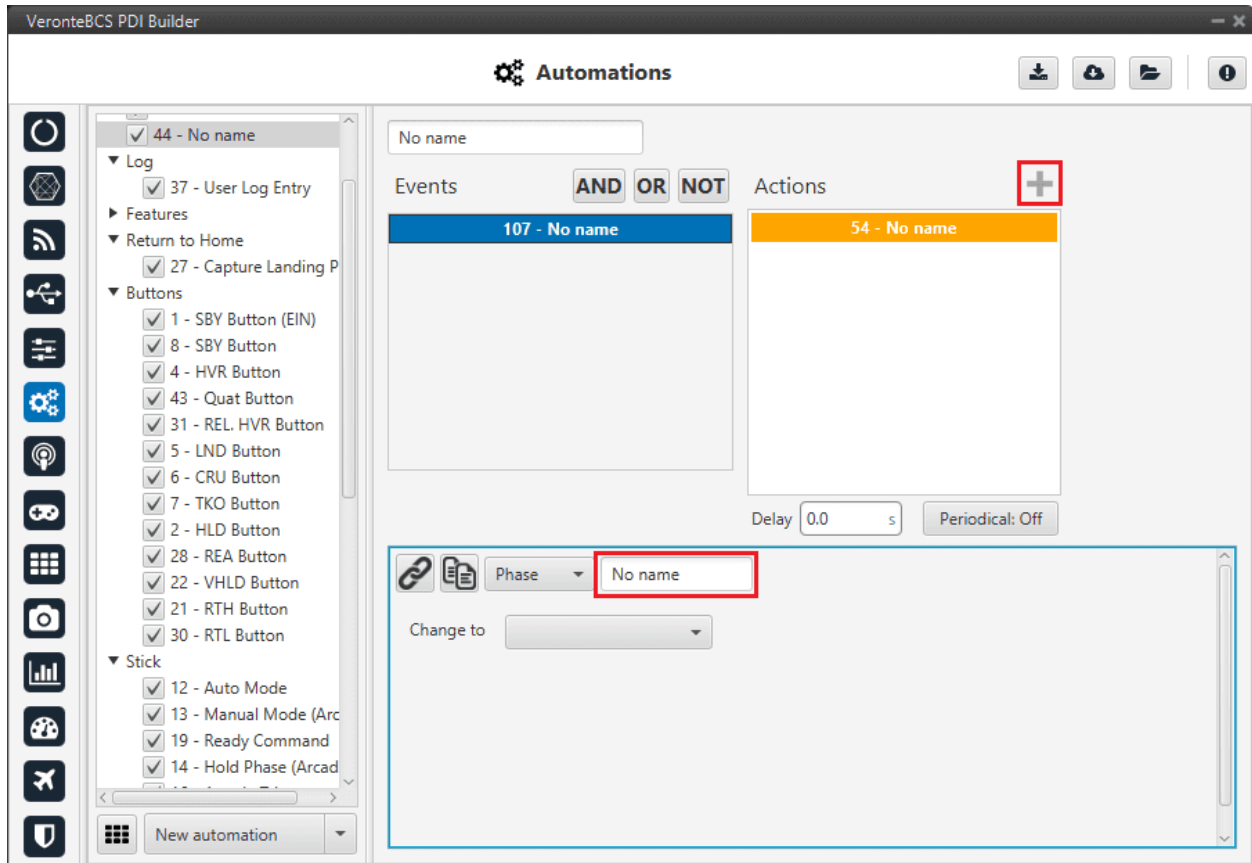 VeronteBCS PDI Builder
Automations
44 - No name
Log
37 - User Log Entry
Features
Return to Home
27 - Capture Landing P
Buttons
1 - SBY Button (EIN)
8 - SBY Button
4 - HVR Button
43 - Quat Button
31 - REL. HVR Button
5 - LND Button
6 - CRU Button
7 - TKO Button
2 - HLD Button
28 - REA Button
22 - VHLD Button
21 - RTH Button
30 - RTL Button
Stick
12 - Auto Mode
13 - Manual Mode (Arc
19 - Ready Command
14 - Hold Phase (Arcad
New automation
No name
Events AND OR NOT Actions
107 - No name
54 - No name
Delay 0.0 s Periodical: Off
Phase No name
Change to